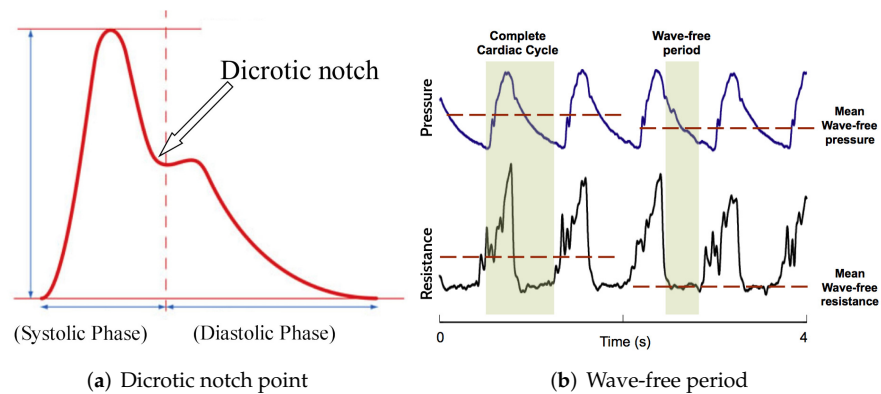 Dicrotic notch
(Systolic Phase)
(Diastolic Phase)
(a) Dicrotic notch point
Complete
Cardiac Cycle
Wave-free
period
Pressure
Mean
Wave-free
pressure
Resistance
Mean
Wave-free
resistance
0
4
Time (s)
(b) Wave-free period